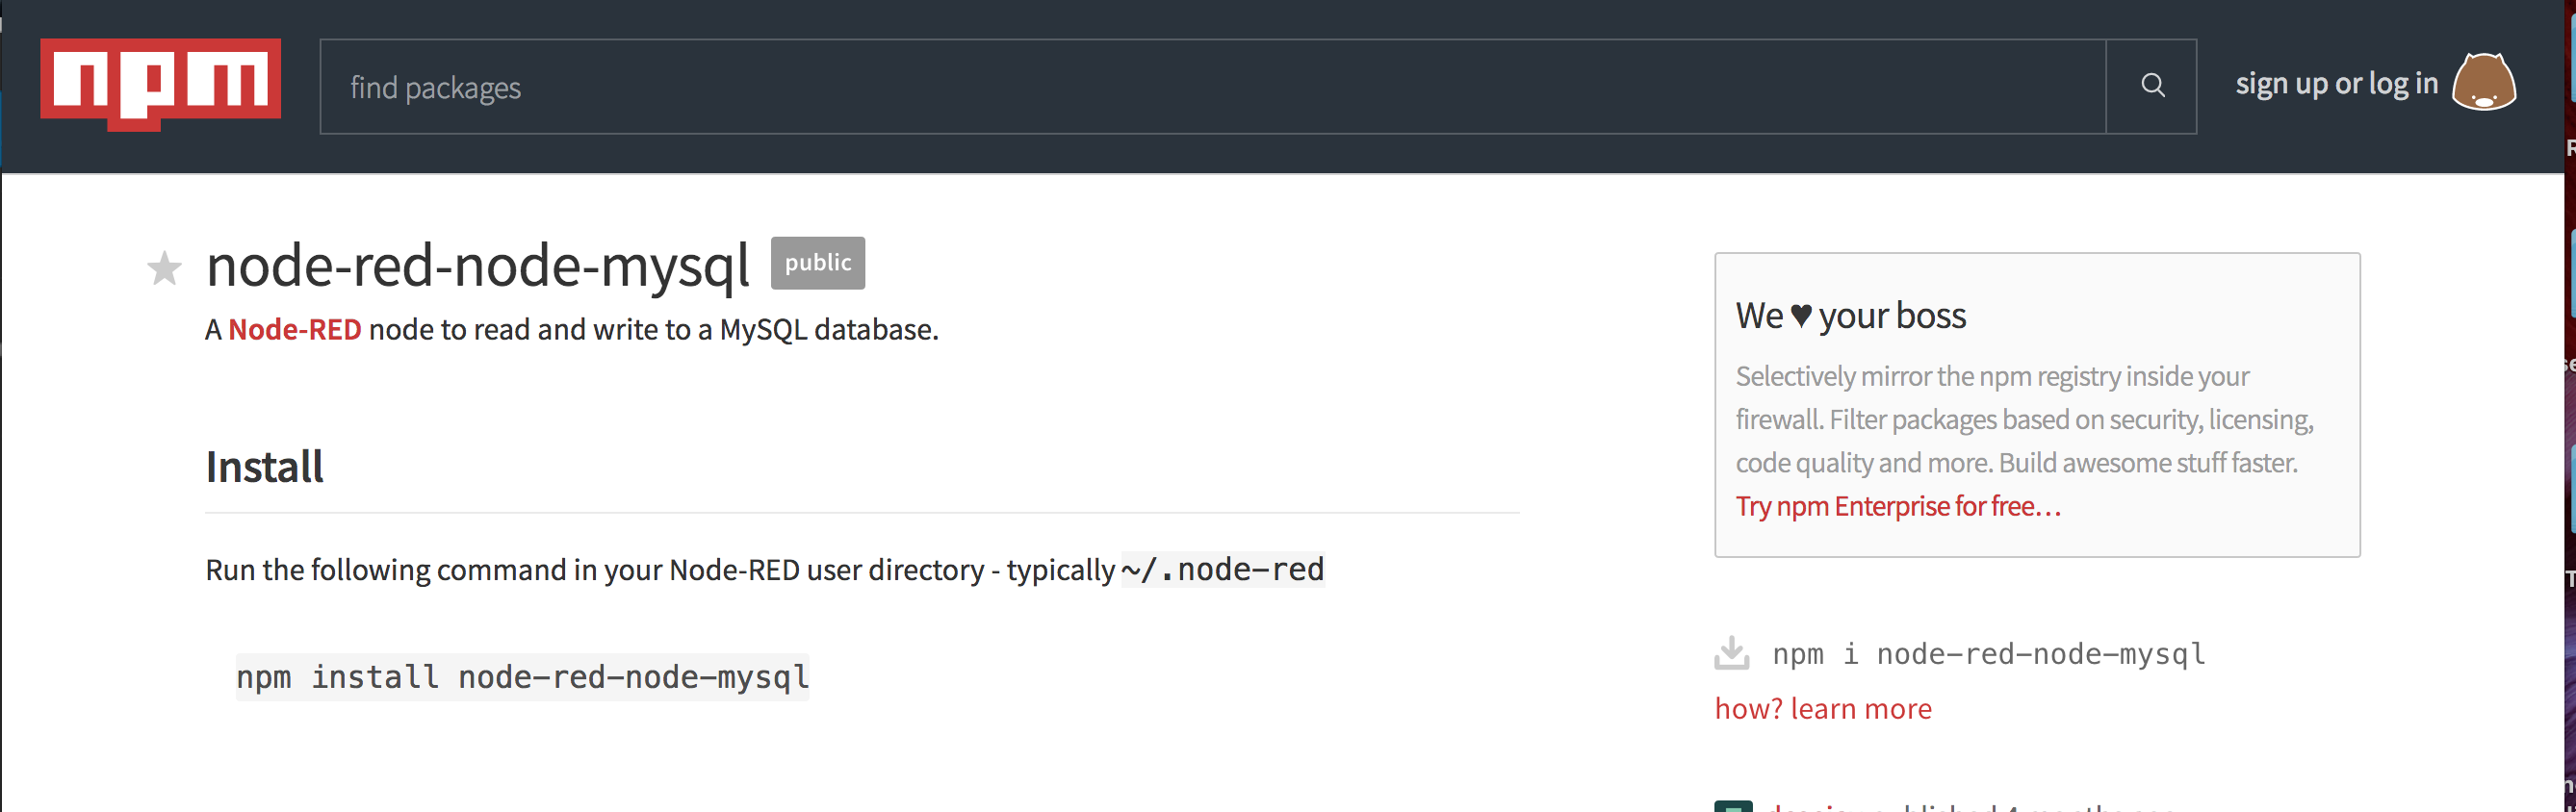 npm
find packages
sign up or log in
node-red-node-mysql public
A Node-RED node to read and write to a MySQL database.
Install
Run the following command in your Node-RED user directory - typically ~/.node-red
npm install node-red-node-mysql
We ♥ your boss
Selectively mirror the npm registry inside your
firewall. Filter packages based on security, licensing,
code quality and more. Build awesome stuff faster.
Try npm Enterprise for free…
npm i node-red-node-mysql
how? learn more